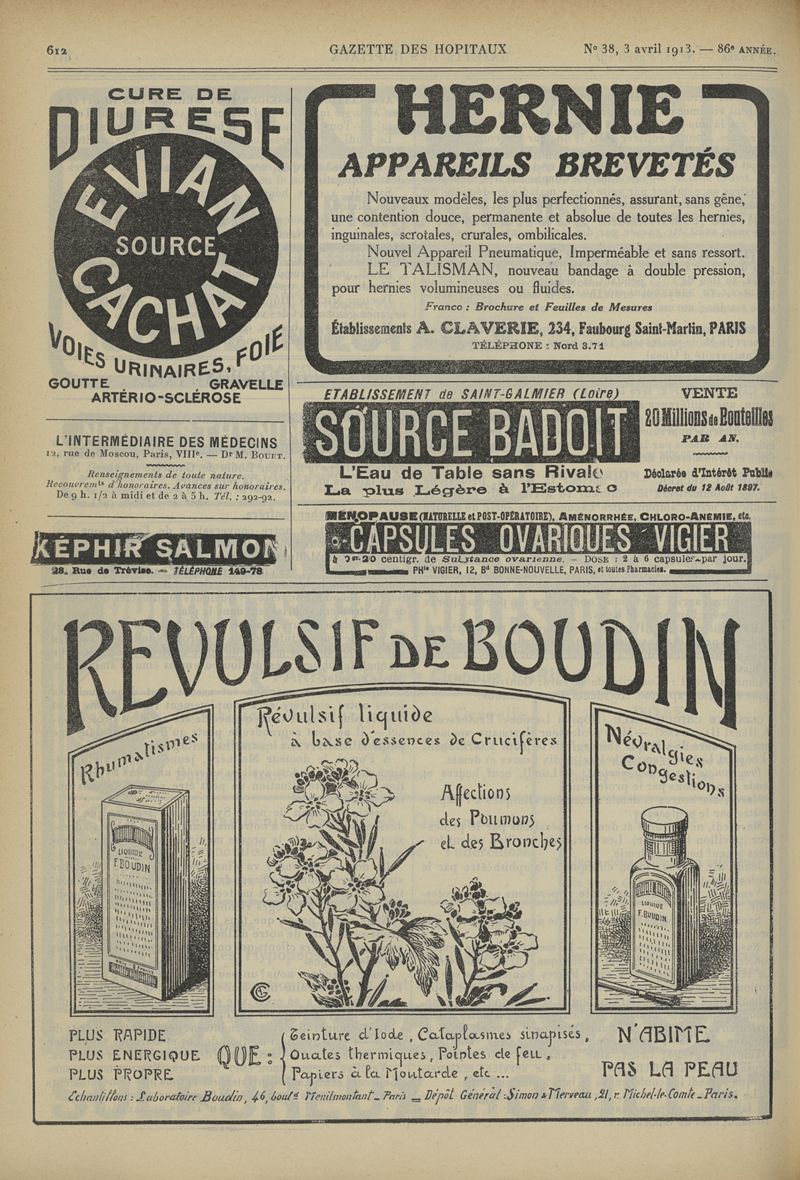 612
GAZETTE DES HOPITAUX
N° 38, 3 avril 1913. — 86e ANNÉE.
CURE DE
DIURESE
EVIAN
SOURCE
CACHAT
VOIES URINAIRES, FOIE
GOUTTE GRAVELLE
ARTÉRIO-SCLÉROSE
L'INTERMÉDIAIRE DES MÉDECINS
12, rue de Moscou, Paris, VIIIe. — Dr M. BOUET.
Renseignements de toute nature.
Recouvremts d'honoraires. Avances sur honoraires.
De 9 h. 1/2 à midi et de 2 à 5 h. Tél. : 292-92.
KÉPHIR SALMON
28, Rue de Trévise. — TÉLÉPHONE 149-78
HERNIE
APPAREILS BREVETÉS
Nouveaux modèles, les plus perfectionnés, assurant, sans gêne,
une contention douce, permanente et absolue de toutes les hernies,
inguinales, scrotales, crurales, ombilicales.
Nouvel Appareil Pneumatique, Imperméable et sans ressort.
LE TALISMAN, nouveau bandage à double pression,
pour hernies volumineuses ou fluides.
Franco : Brochure et Feuilles de Mesures
Établissements A. CLAVERIE, 234, Faubourg Saint-Martin, PARIS
TÉLÉPHONE : Nord 3.71
ETABLISSEMENT de SAINT-GALMIER (Loire)
SOURCE BADOIT
L'Eau de Table sans Rivale
La plus Légère à l'Estomac
VENTE
20 Millions de Bouteilles
PAR AN.
Déclarée d'Intérêt Public
Décret du 12 Août 1897.
MÉNOPAUSE (NATURELLE et POST-OPÉRATOIRE), AMÉNORRHÉE, CHLORO-ANÉMIE, etc.
CAPSULES OVARIQUES VIGIER
à 0gr.20 centigr. de Substance ovarienne. — DOSE : 2 à 6 capsules par jour.
PHie VIGIER, 12, Bd BONNE-NOUVELLE, PARIS, et toutes Pharmacies.
REVULSIF DE BOUDIN
Rhumatismes
LIQUIDE
F. BOUDIN
Révulsif liquide
à base d'essences de Crucifères
Affections
des Poumons
et des Bronches
Névralgies
Congestions
LIQUIDE
F. BOUDIN
PLUS RAPIDE
PLUS ENERGIQUE
PLUS PROPRE
QUE :
Teinture d'Iode, Cataplasmes sinapisés,
Ouates thermiques, Pointes de feu,
Papiers à la Moutarde, etc ...
N'ABIME
PAS LA PEAU
Echantillons : Laboratoire Boudin, 46, boulд Menilmontant _ Paris _ Dépôt Général : Simon & Merveau, 21, r. Michel-le-Comte _ Paris.